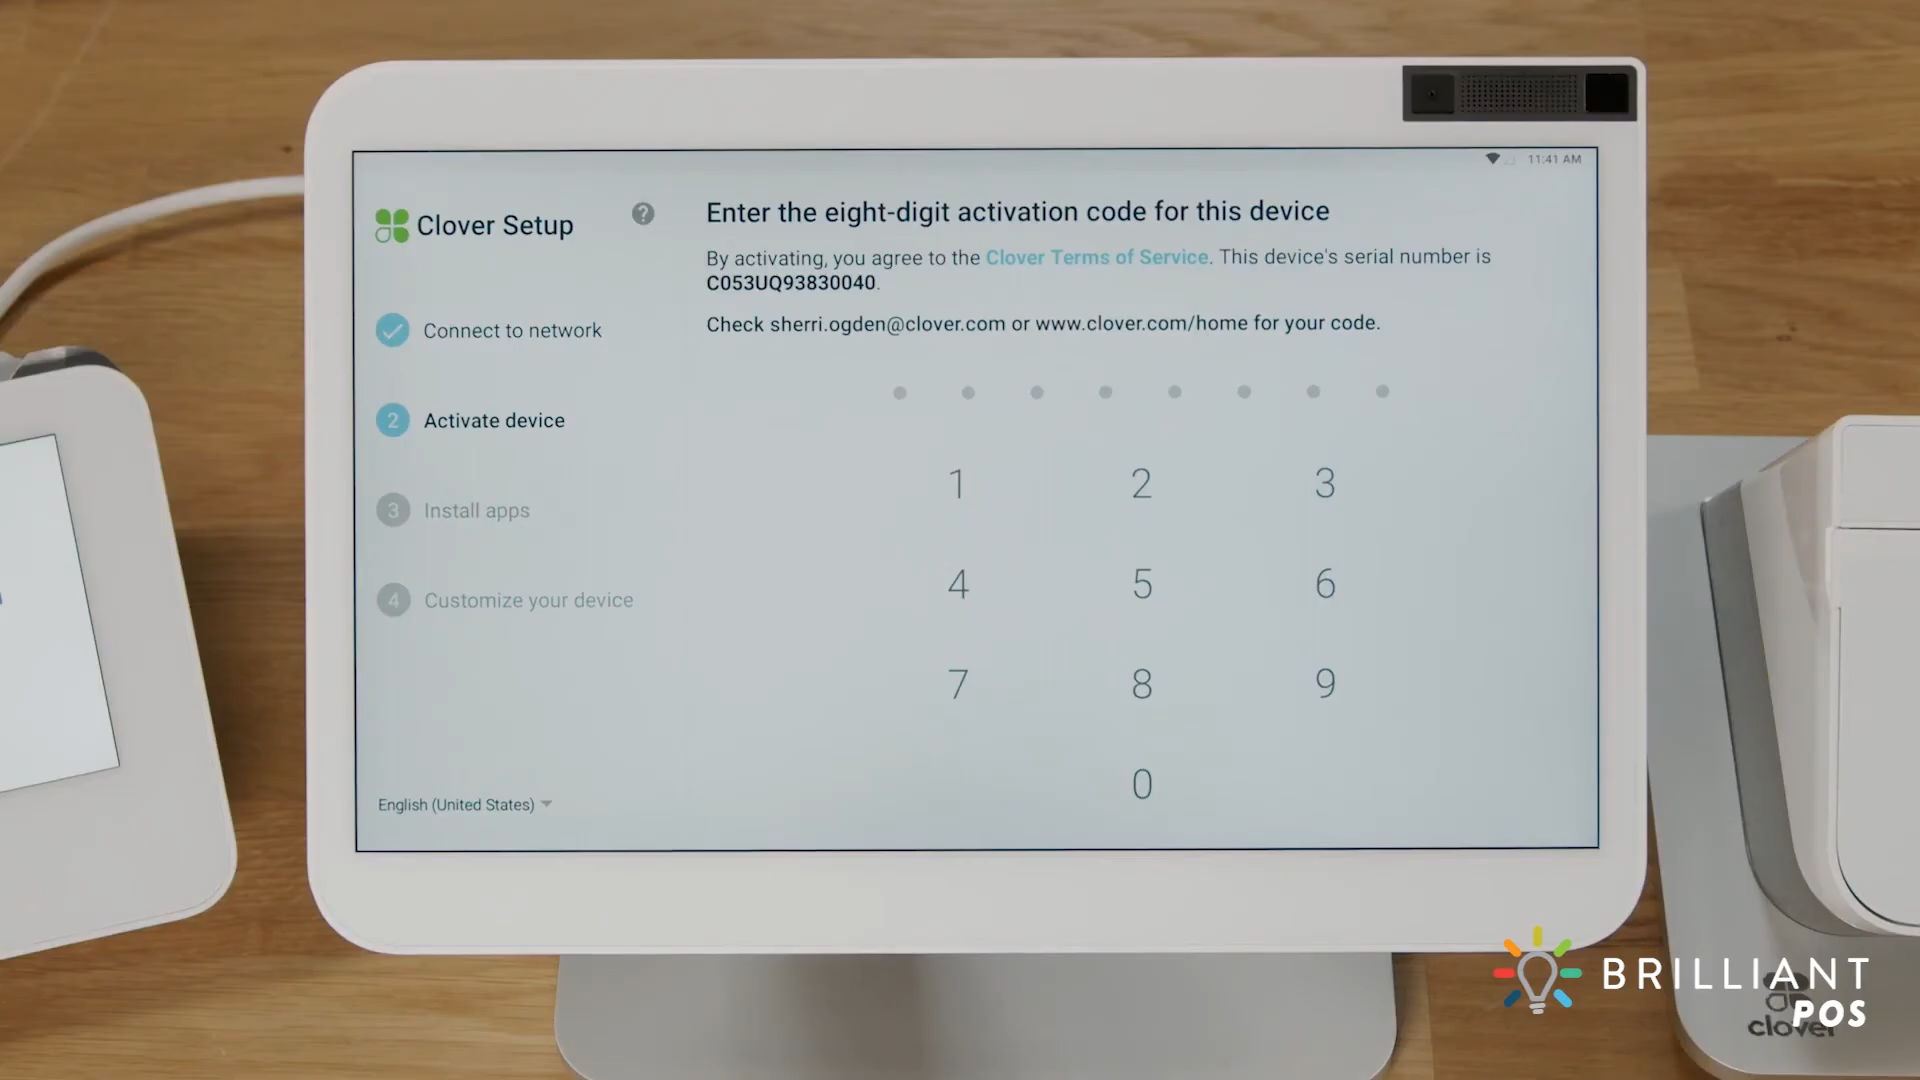 11:41 AM
Clover Setup
?
Enter the eight-digit activation code for this device
By activating, you agree to the Clover Terms of Service. This device's serial number is
C053UQ93830040.
Check sherri.ogden@clover.com or www.clover.com/home for your code.
Connect to network
2 Activate device
3 Install apps
4 Customize your device
1 2 3
4 5 6
7 8 9
0
English (United States)
BRILLIANT
POS
clover